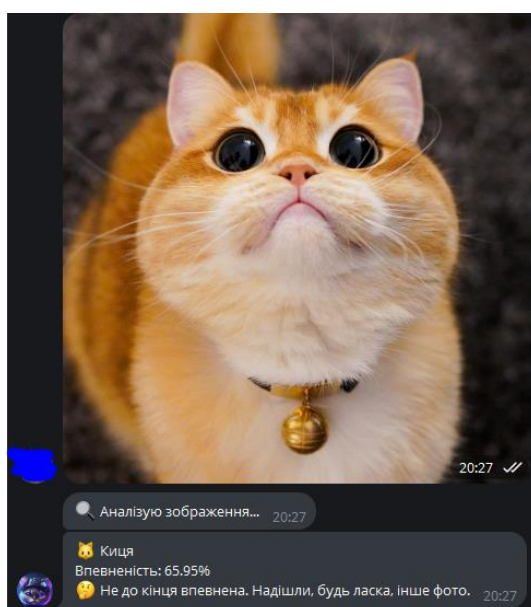 20:27
🔍 Аналізую зображення... 20:27
🐱 Киця
Впевненість: 65.95%
🤔 Не до кінця впевнена. Надішли, будь ласка, інше фото. 20:27